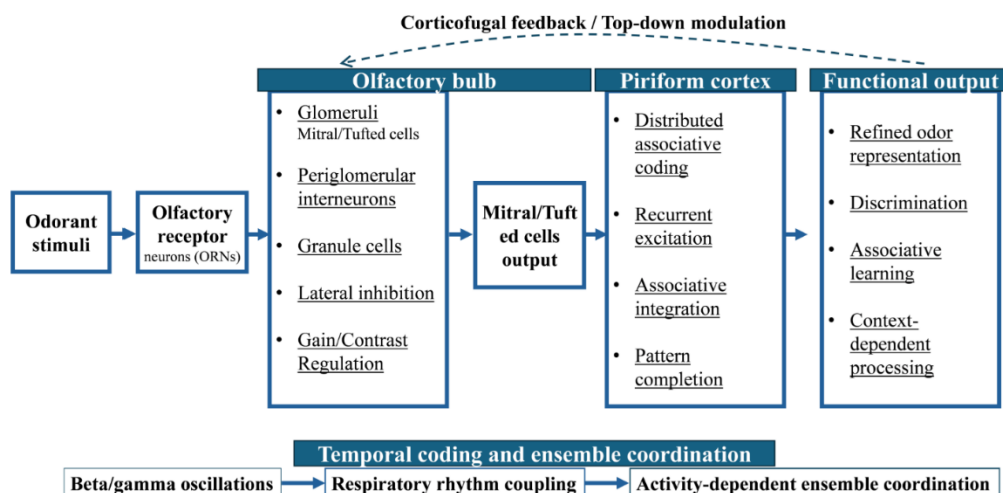 Corticofugal feedback / Top-down modulation
Olfactory bulb
Piriform cortex
Functional output
Odorant
stimuli
Olfactory
receptor
neurons (ORNs)
• Glomeruli
Mitral/Tufted cells
• Periglomerular
interneurons
• Granule cells
• Lateral inhibition
• Gain/Contrast
Regulation
Mitral/Tuft
ed cells
output
• Distributed
associative
coding
• Recurrent
excitation
• Associative
integration
• Pattern
completion
• Refined odor
representation
• Discrimination
• Associative
learning
• Context-
dependent
processing
Temporal coding and ensemble coordination
Beta/gamma oscillations
Respiratory rhythm coupling
Activity-dependent ensemble coordination